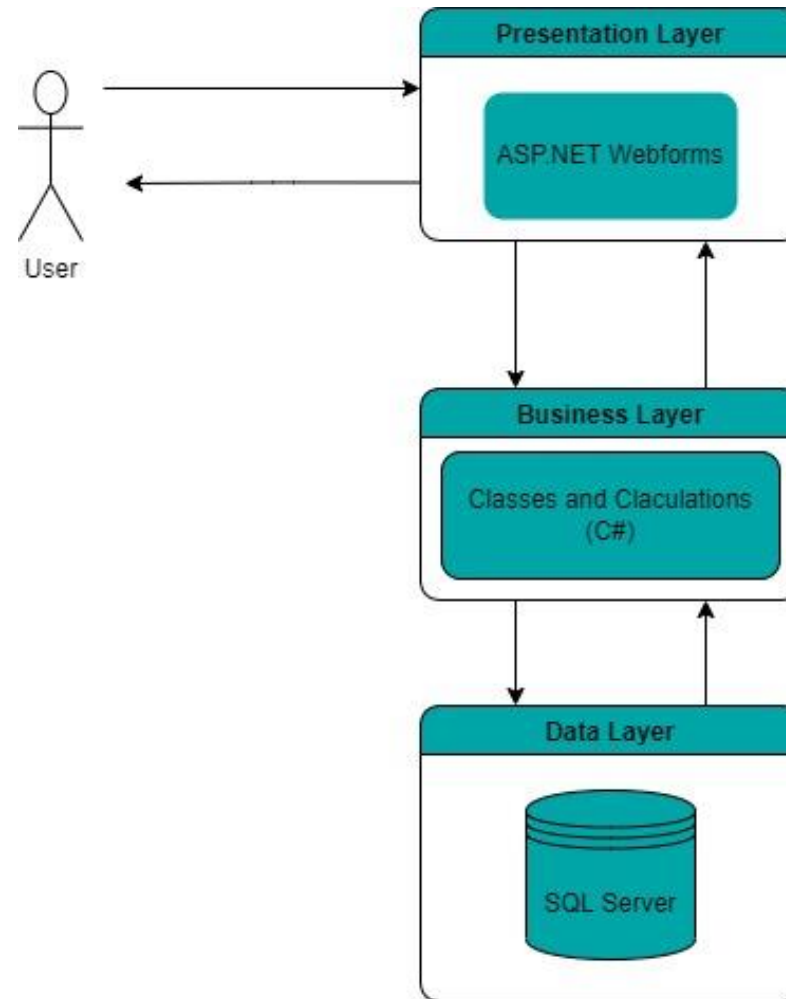 Presentation Layer
ASP.NET Webforms
User
Business Layer
Classes and Claculations
(C#)
Data Layer
SQL Server